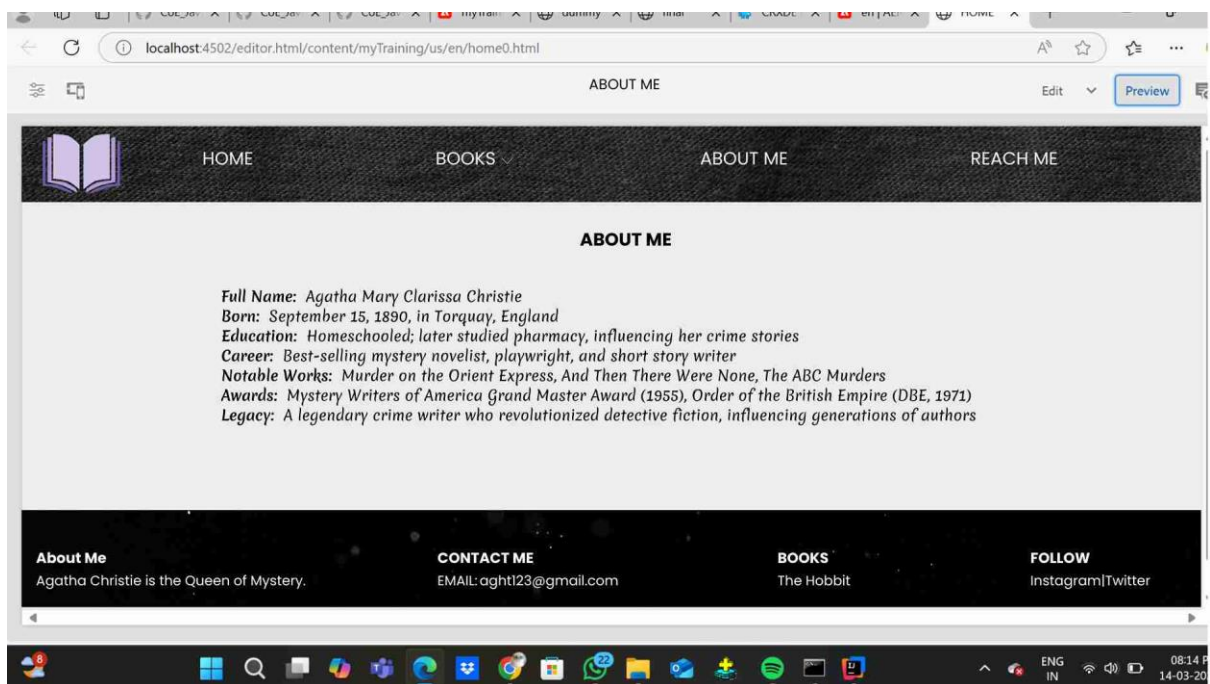 localhost:4502/editor.html/content/myTraining/us/en/home0.html
ABOUT ME
Edit
Preview
HOME
BOOKS
ABOUT ME
REACH ME
ABOUT ME
Full Name: Agatha Mary Clarissa Christie
Born: September 15, 1890, in Torquay, England
Education: Homeschooled; later studied pharmacy, influencing her crime stories
Career: Best-selling mystery novelist, playwright, and short story writer
Notable Works: Murder on the Orient Express, And Then There Were None, The ABC Murders
Awards: Mystery Writers of America Grand Master Award (1955), Order of the British Empire (DBE, 1971)
Legacy: A legendary crime writer who revolutionized detective fiction, influencing generations of authors
About Me
Agatha Christie is the Queen of Mystery.
CONTACT ME
EMAIL: aght123@gmail.com
BOOKS
The Hobbit
FOLLOW
Instagram|Twitter
8
22
ENG
IN
08:14 P
14-03-20